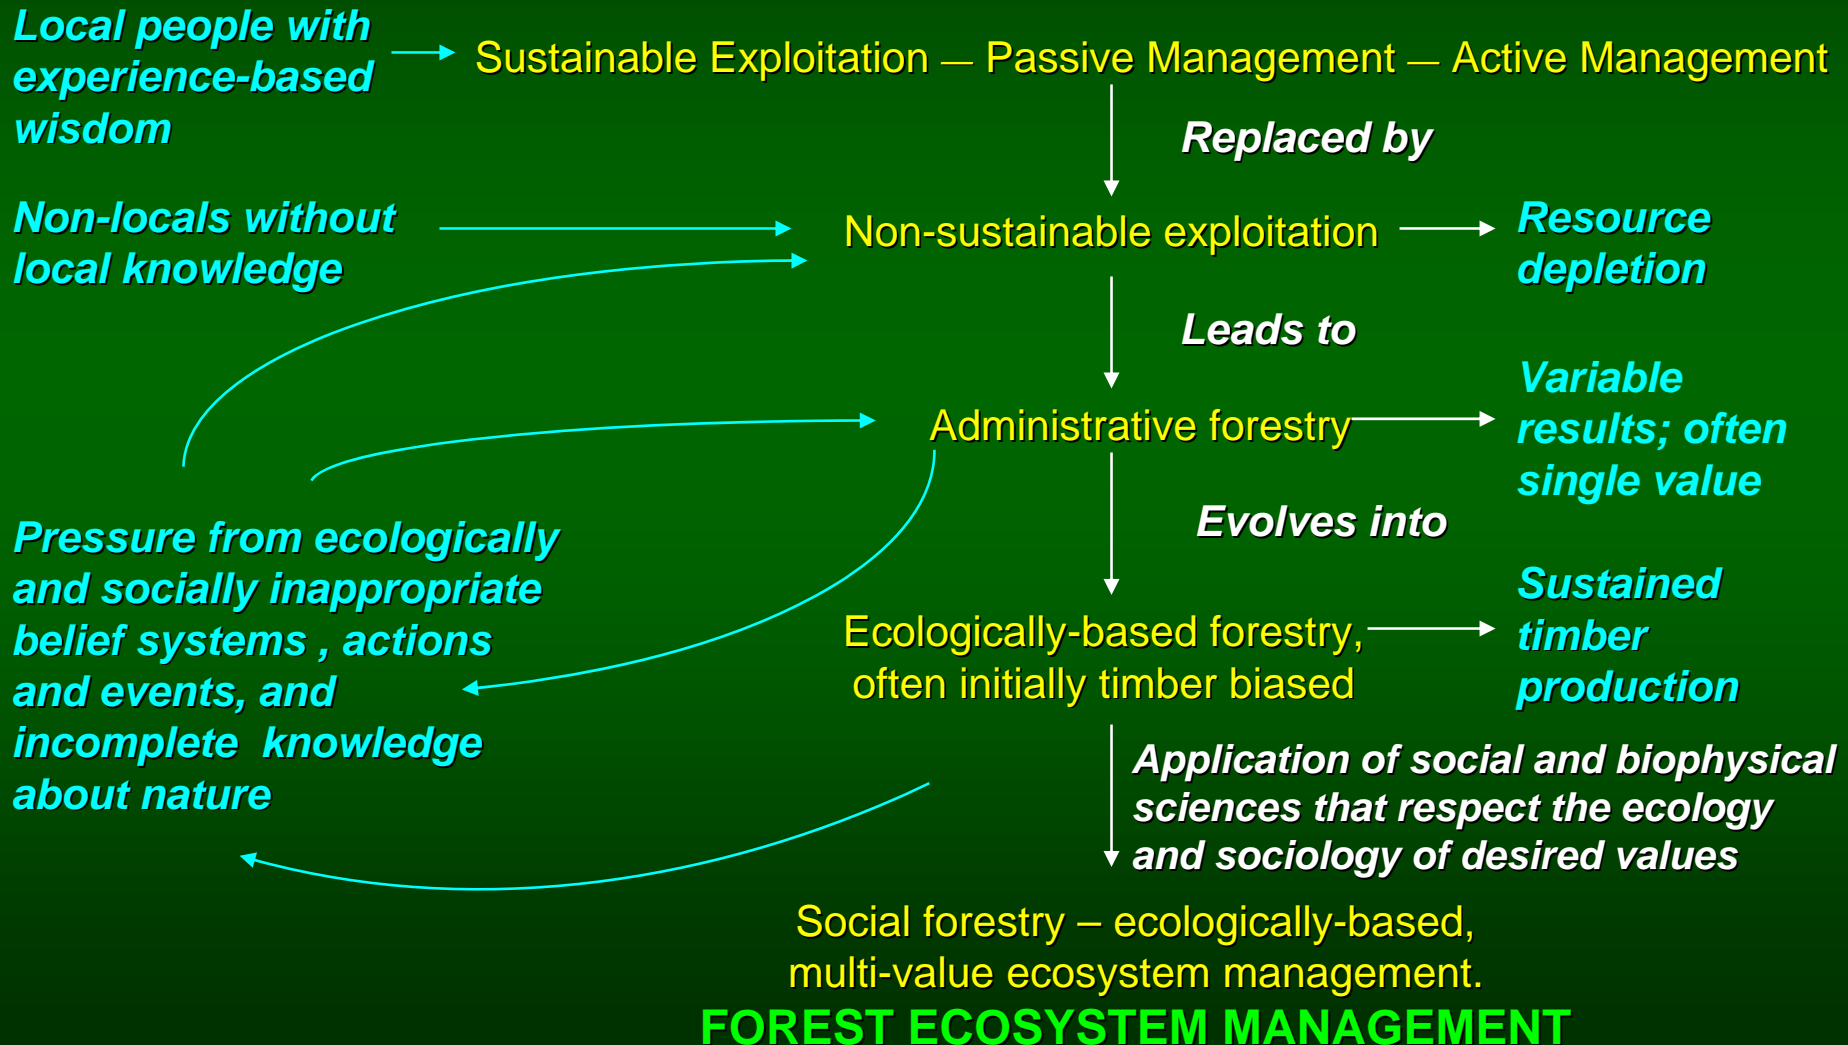 Local people with
experience-based
wisdom
Sustainable Exploitation — Passive Management — Active Management
Replaced by
Non-locals without
local knowledge
Non-sustainable exploitation
Resource
depletion
Leads to
Administrative forestry
Variable
results; often
single value
Evolves into
Pressure from ecologically
and socially inappropriate
belief systems , actions
and events, and
incomplete knowledge
about nature
Ecologically-based forestry,
often initially timber biased
Sustained
timber
production
Application of social and biophysical
sciences that respect the ecology
and sociology of desired values
Social forestry – ecologically-based,
multi-value ecosystem management.
FOREST ECOSYSTEM MANAGEMENT